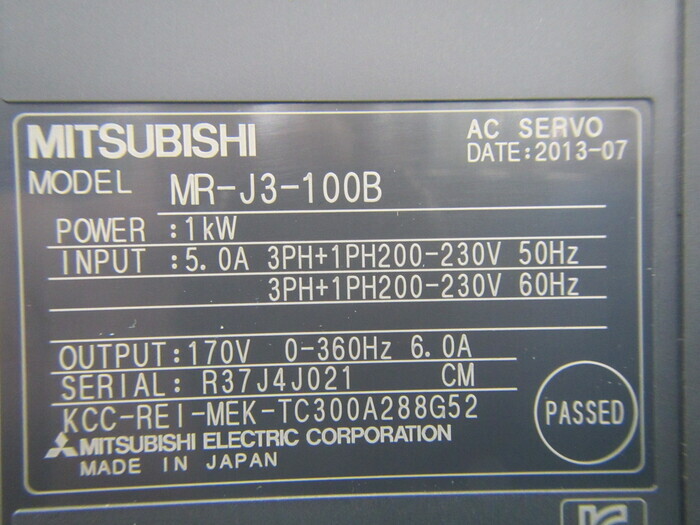 MITSUBISHI
AC SERVO
DATE:2013-07
MODEL MR-J3-100B
POWER :1kW
INPUT :5.0A 3PH+1PH200-230V 50Hz
3PH+1PH200-230V 60Hz
OUTPUT:170V 0-360Hz 6.0A
SERIAL: R37J4J021 CM
KCC-REI-MEK-TC300A288G52
PASSED
MITSUBISHI ELECTRIC CORPORATION
MADE IN JAPAN